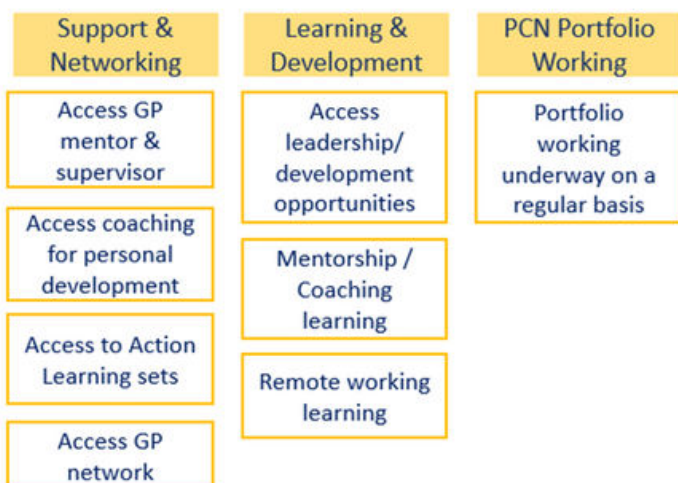 Support &
Networking
Access GP
mentor &
supervisor
Access coaching
for personal
development
Access to Action
Learning sets
Access GP
network
Learning &
Development
Access
leadership/
development
opportunities
Mentorship /
Coaching
learning
Remote working
learning
PCN Portfolio
Working
Portfolio
working
underway on a
regular basis